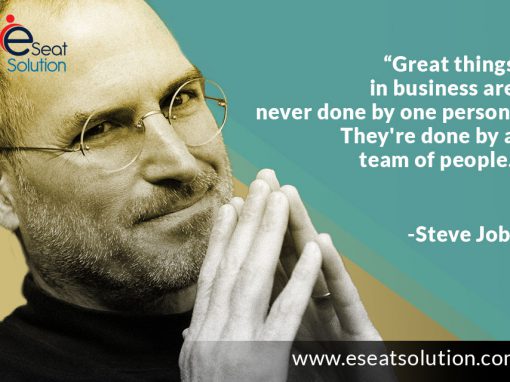 eSeat
Solution
“Great things
in business are
never done by one person
They're done by a
team of people.
-Steve Job
www.eseatsolution.com